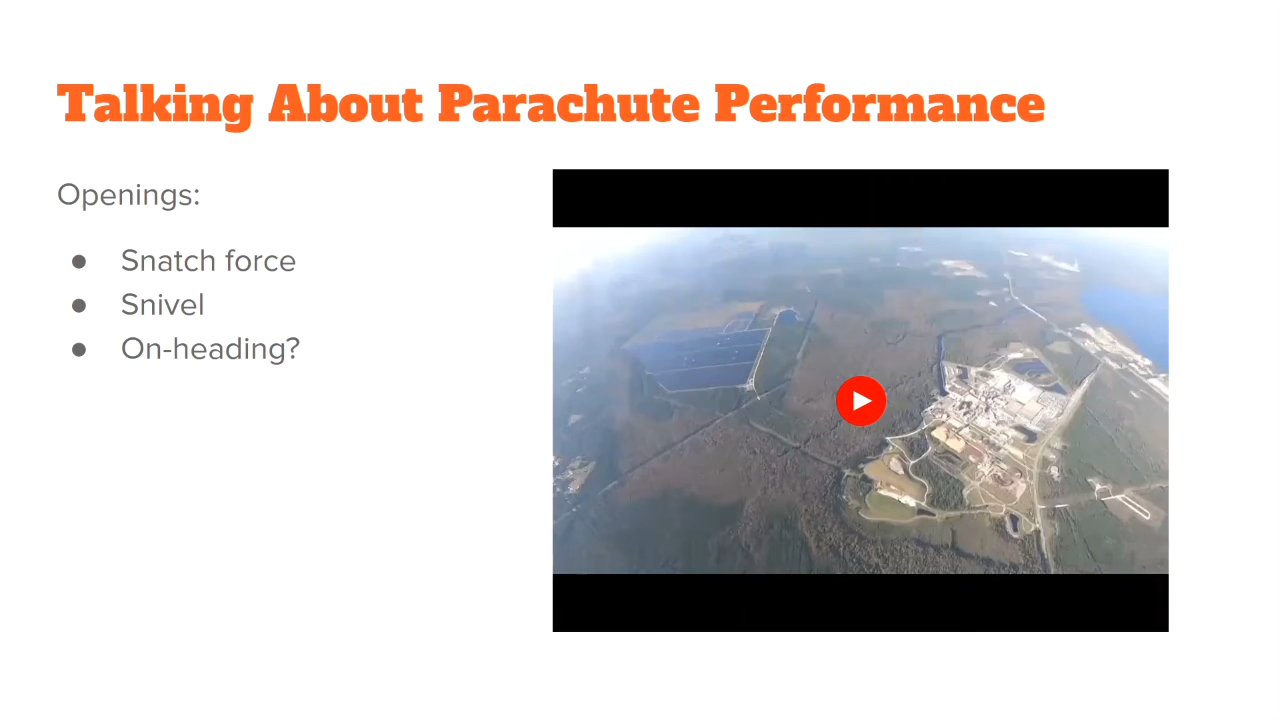 Talking About Parachute Performance
Openings:
● Snatch force
● Snivel
● On-heading?